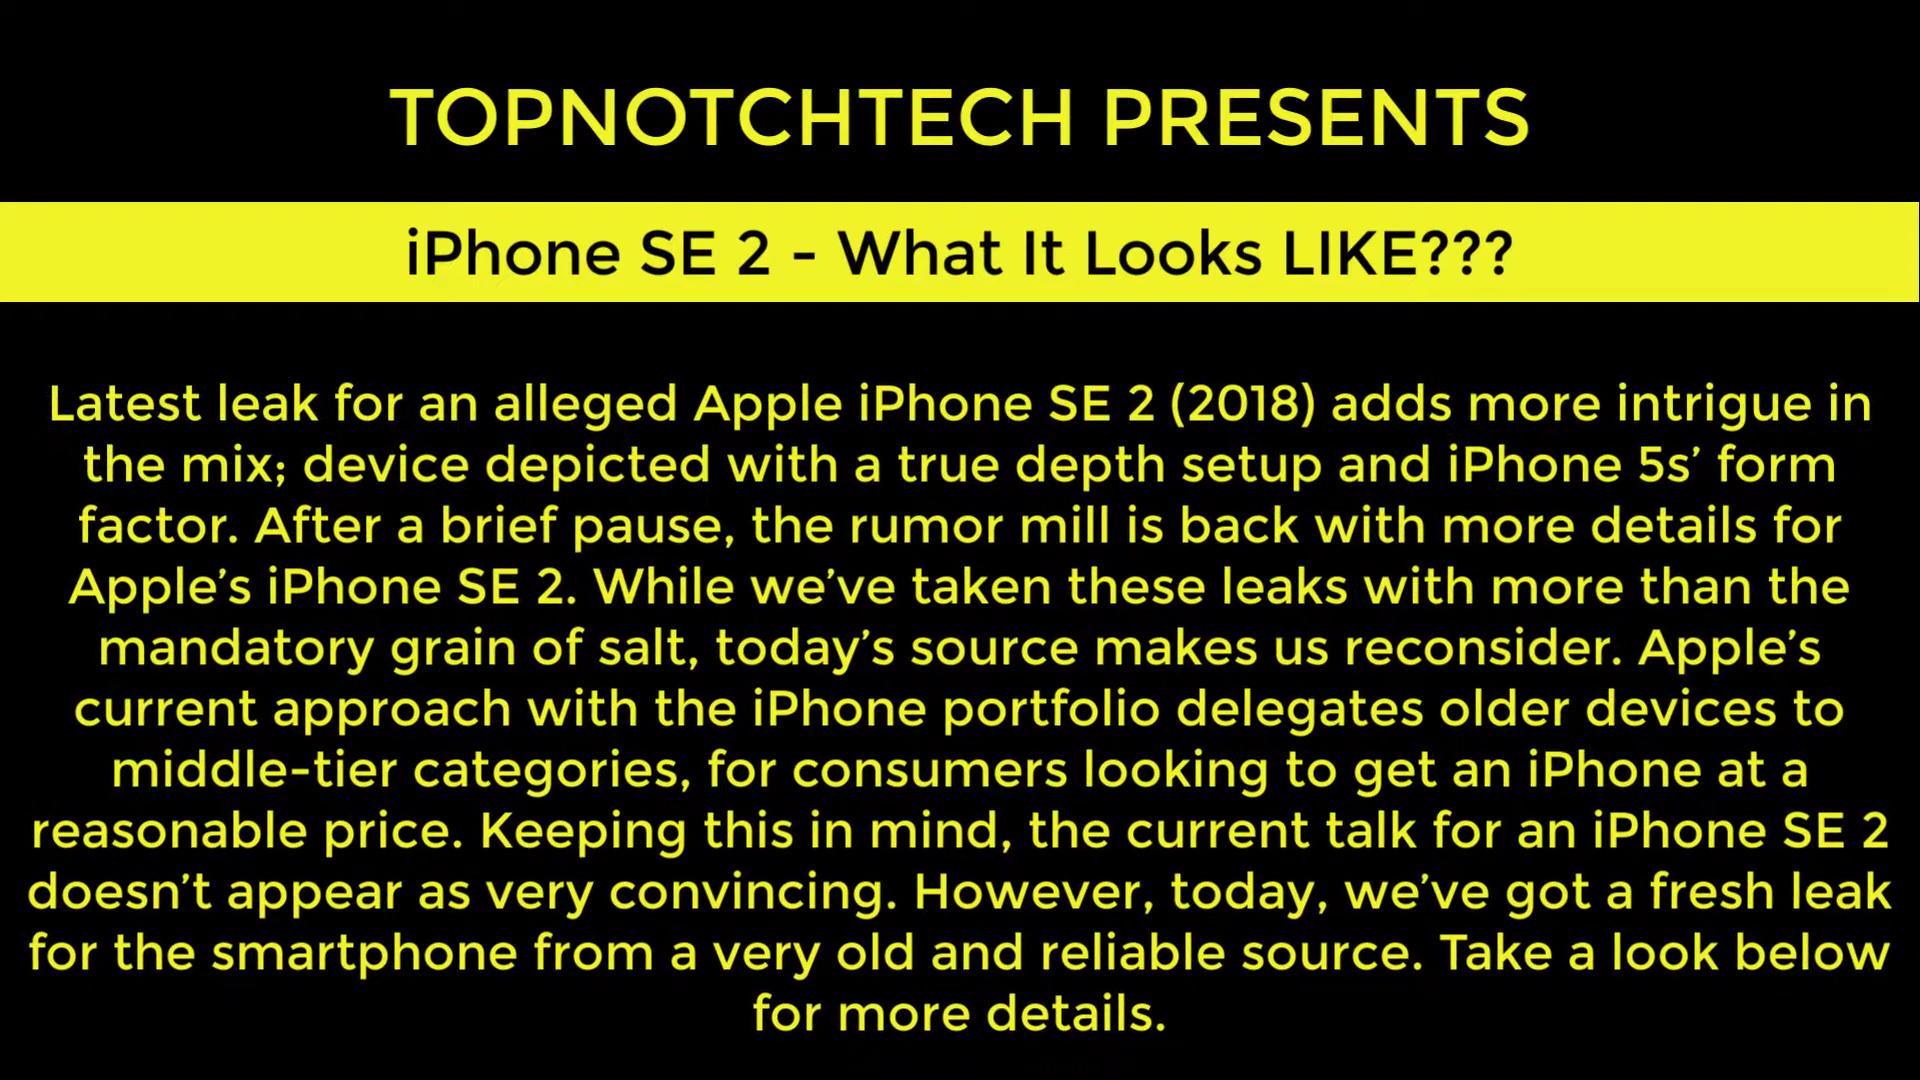 TOPNOTCHTECH PRESENTS
iPhone SE 2 - What It Looks LIKE???
Latest leak for an alleged Apple iPhone SE 2 (2018) adds more intrigue in
the mix; device depicted with a true depth setup and iPhone 5s’ form
factor. After a brief pause, the rumor mill is back with more details for
Apple’s iPhone SE 2. While we’ve taken these leaks with more than the
mandatory grain of salt, today’s source makes us reconsider. Apple’s
current approach with the iPhone portfolio delegates older devices to
middle-tier categories, for consumers looking to get an iPhone at a
reasonable price. Keeping this in mind, the current talk for an iPhone SE 2
doesn’t appear as very convincing. However, today, we’ve got a fresh leak
for the smartphone from a very old and reliable source. Take a look below
for more details.